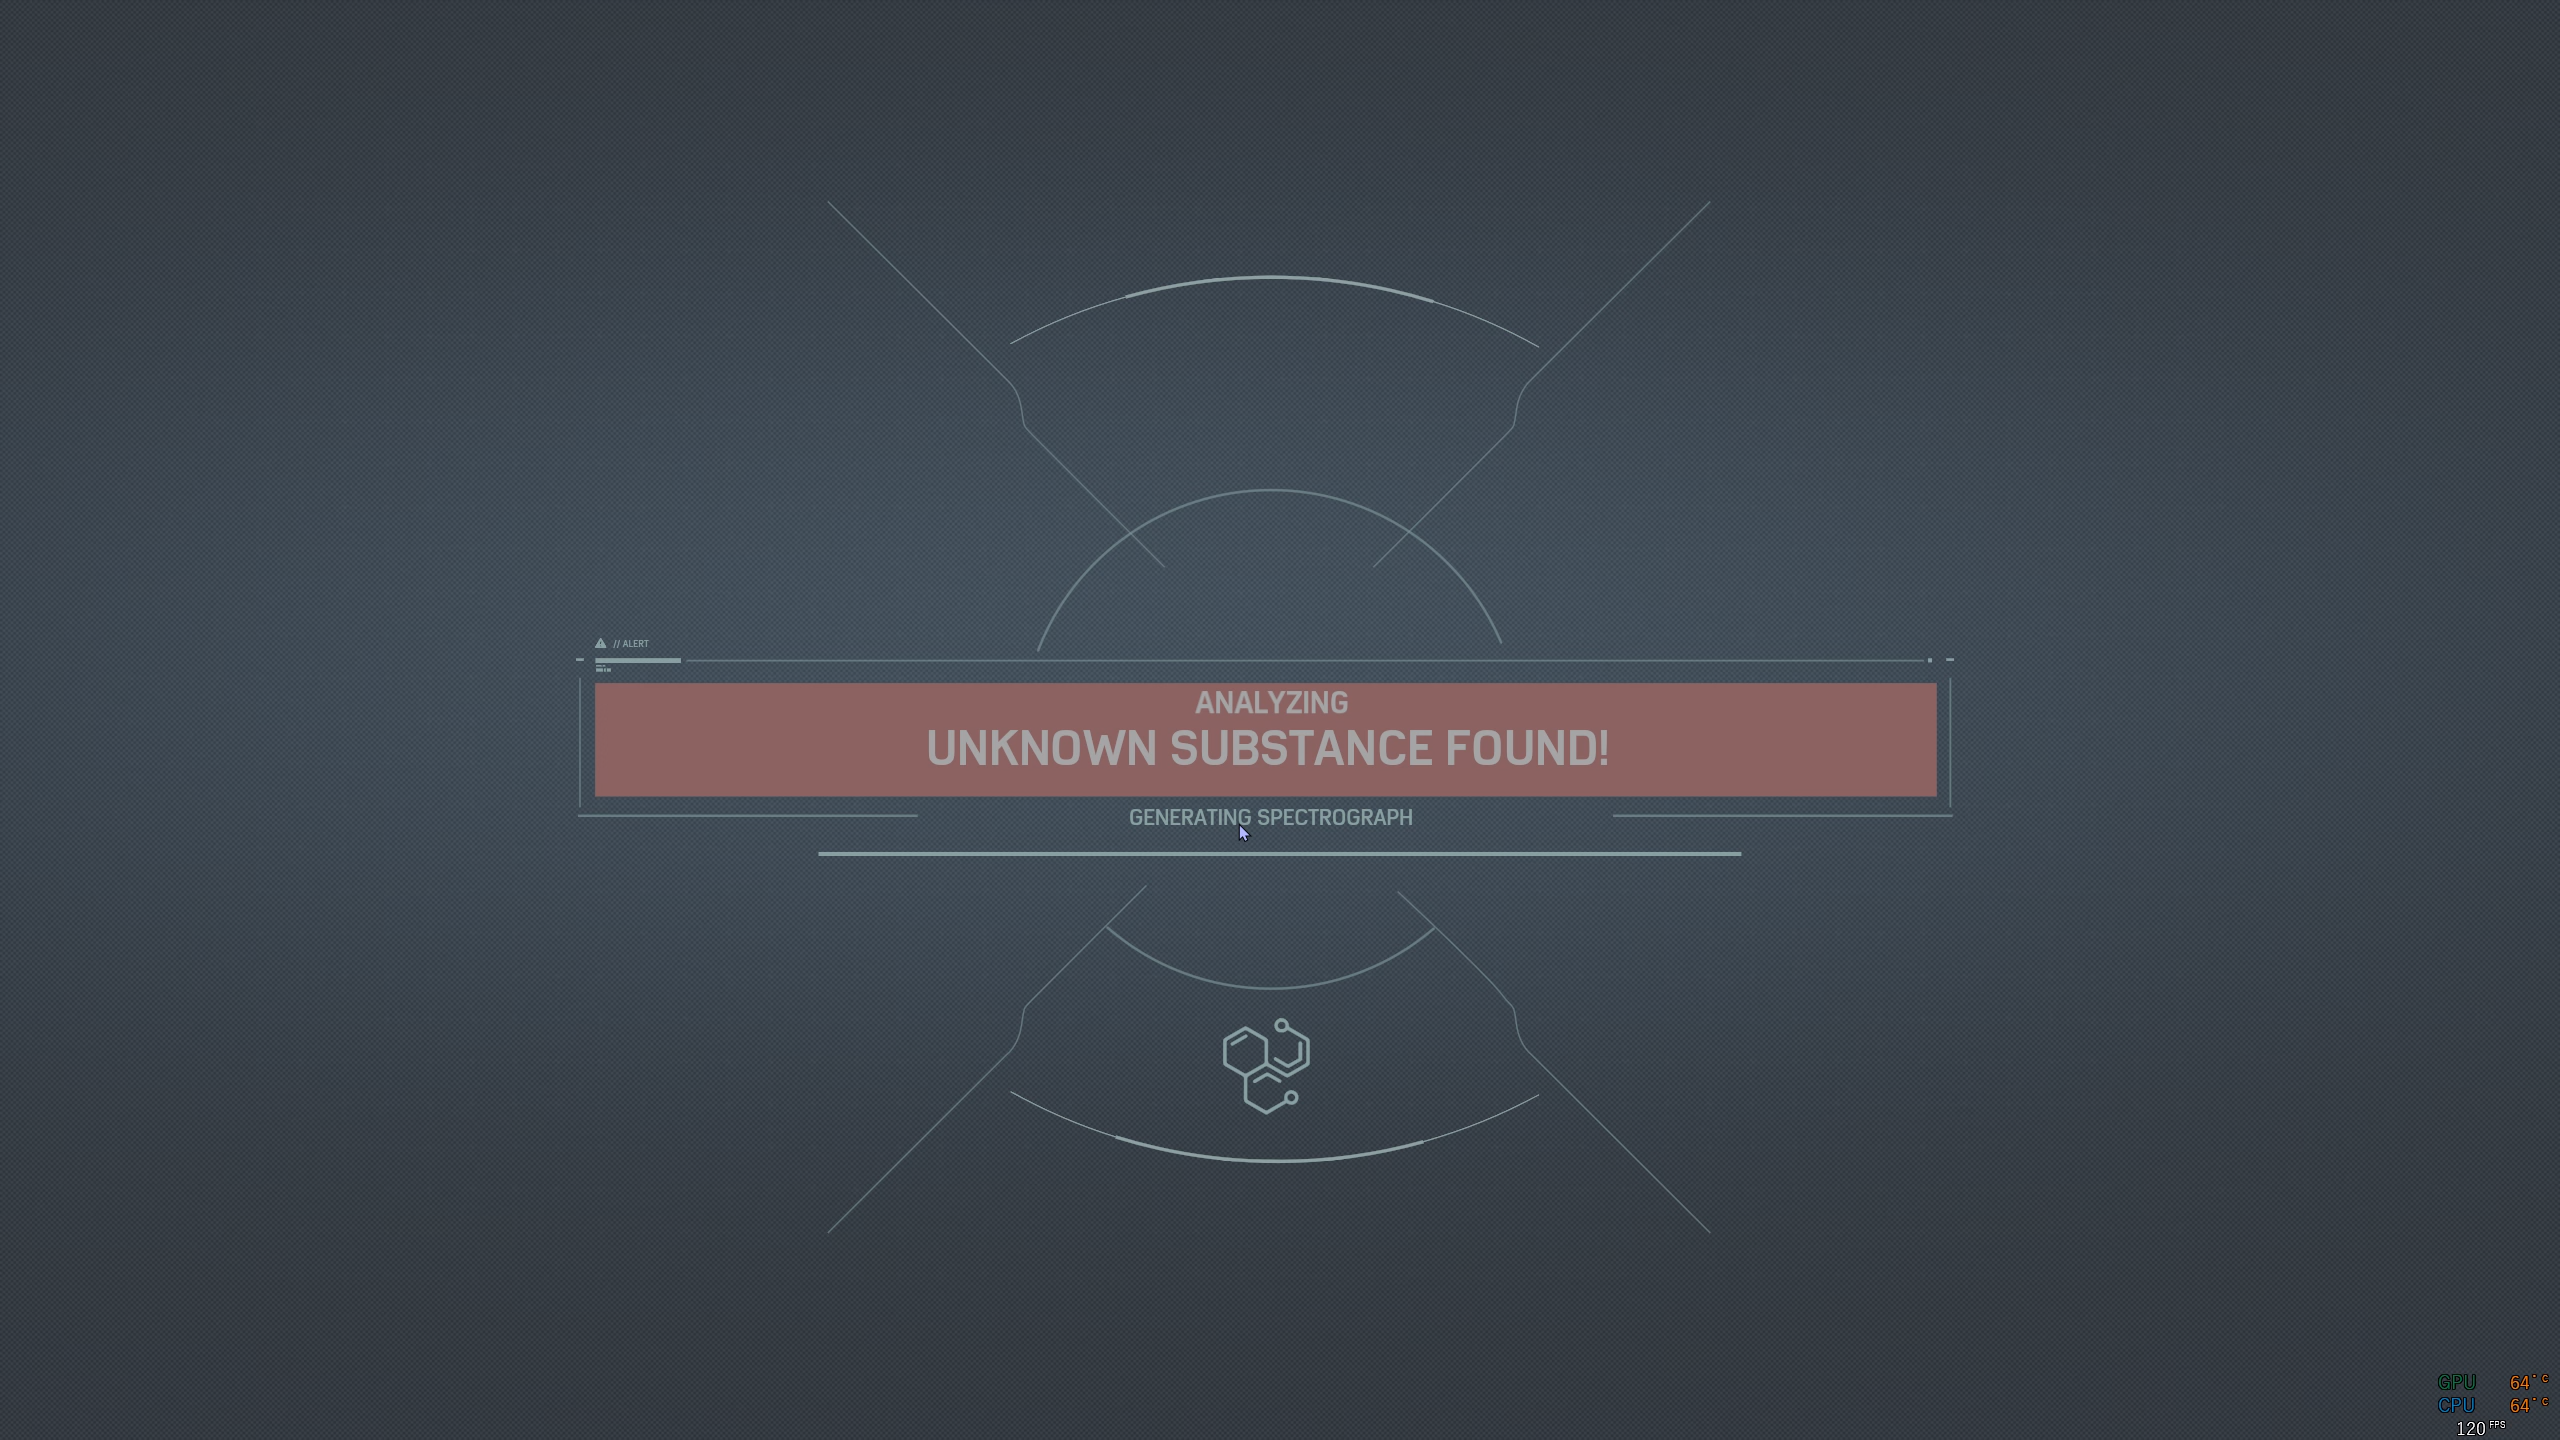 // ALERT
ANALYZING
UNKNOWN SUBSTANCE FOUND!
GENERATING SPECTROGRAPH
GPU 64°C
CPU 64°C
120 FPS